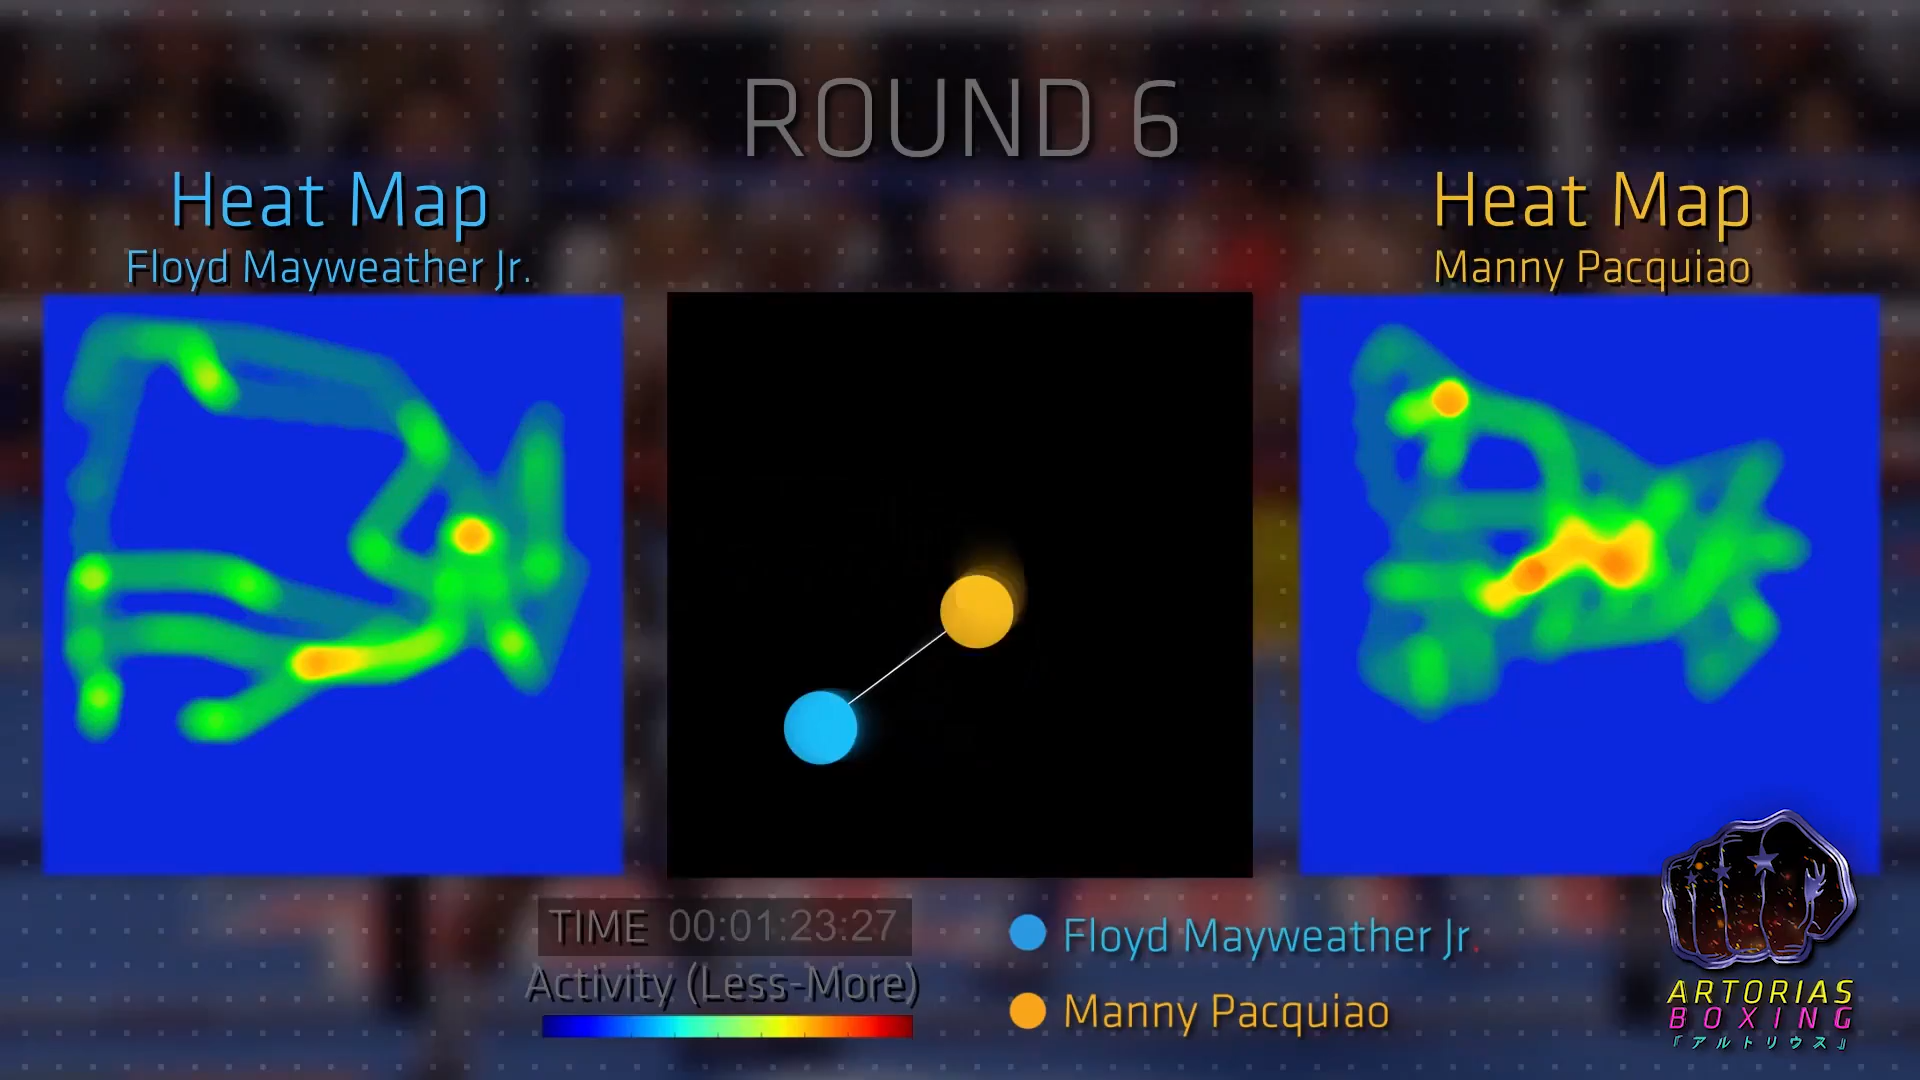 ROUND 6
Heat Map
Floyd Mayweather Jr.
Heat Map
Manny Pacquiao
TIME 00:01:23:27
Activity (Less-More)
Floyd Mayweather Jr.
Manny Pacquiao
ARTORIAS
BOXING
『アルトリウス』